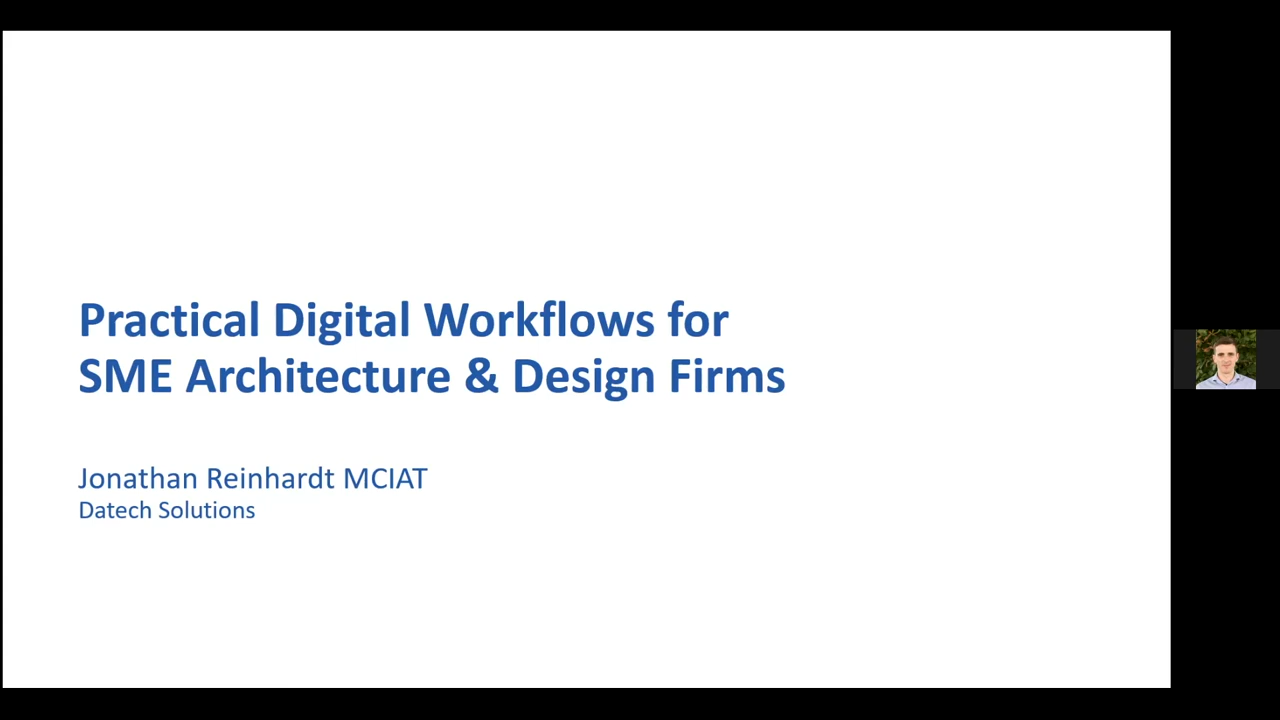 Practical Digital Workflows for
SME Architecture & Design Firms
Jonathan Reinhardt MCIAT
Datech Solutions